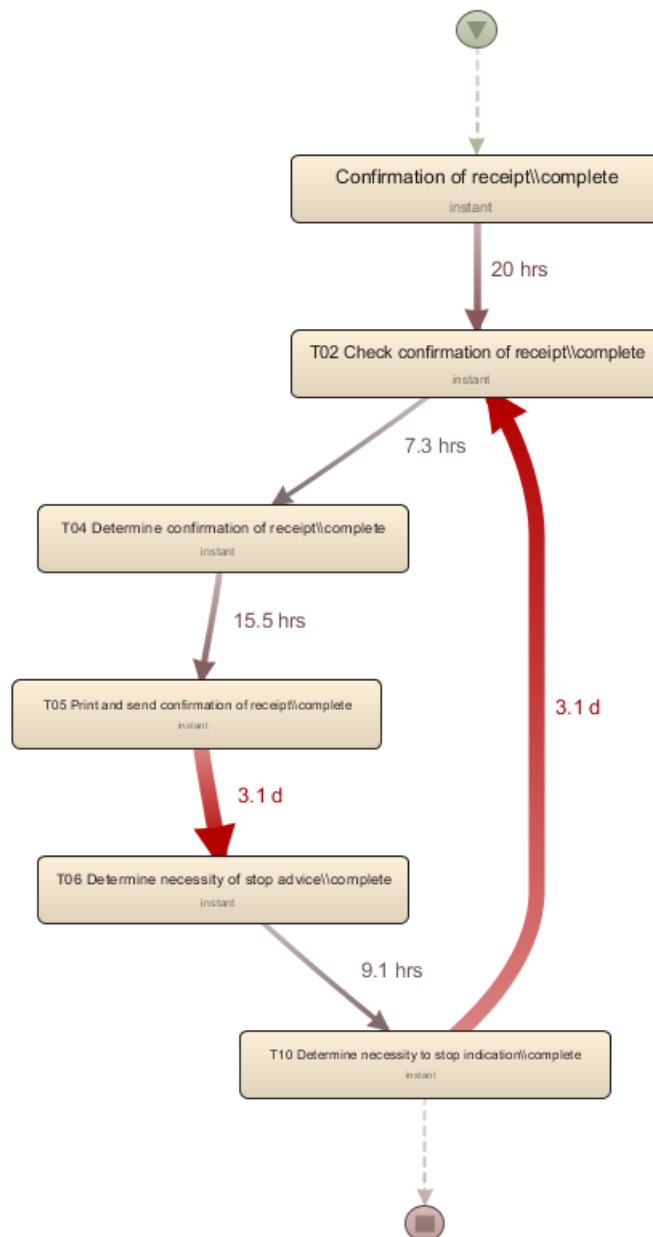 Confirmation of receipt\\complete
instant
20 hrs
T02 Check confirmation of receipt\\complete
instant
7.3 hrs
T04 Determine confirmation of receipt\\complete
instant
15.5 hrs
T05 Print and send confirmation of receipt\\complete
instant
3.1 d
3.1 d
T06 Determine necessity of stop advice\\complete
instant
9.1 hrs
T10 Determine necessity to stop indication\\complete
instant